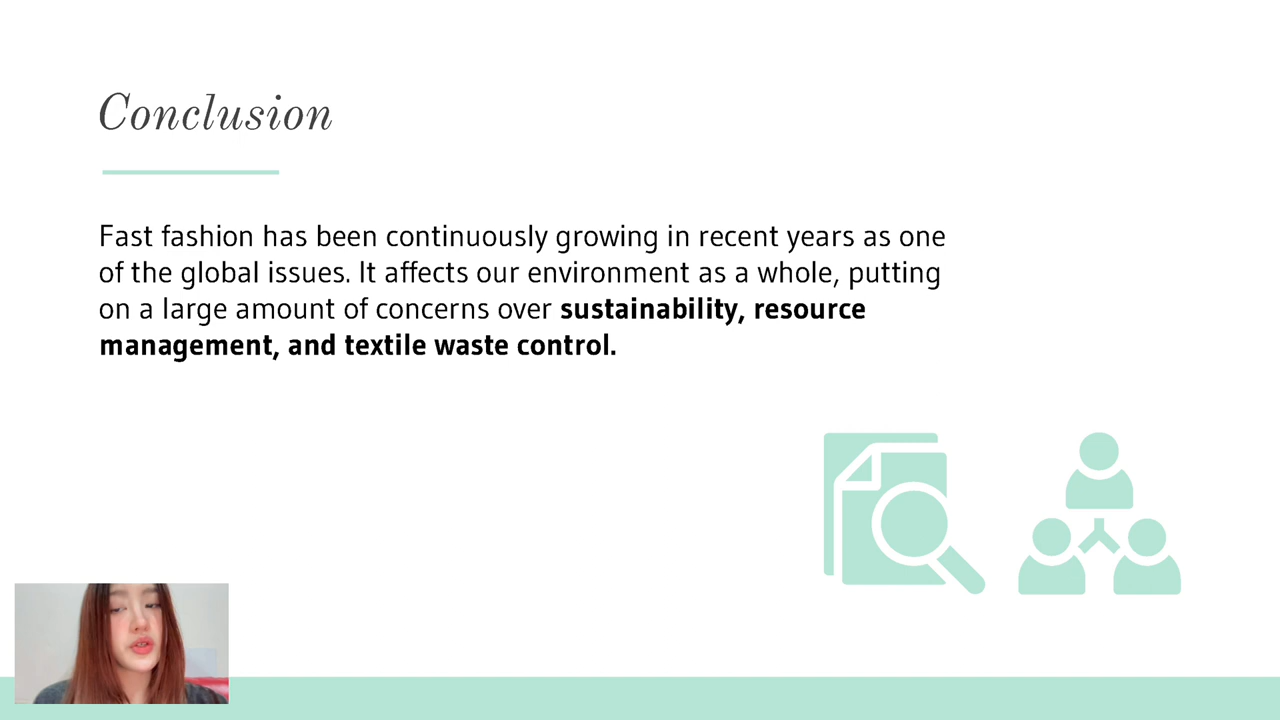 Conclusion
Fast fashion has been continuously growing in recent years as one
of the global issues. It affects our environment as a whole, putting
on a large amount of concerns over sustainability, resource
management, and textile waste control.